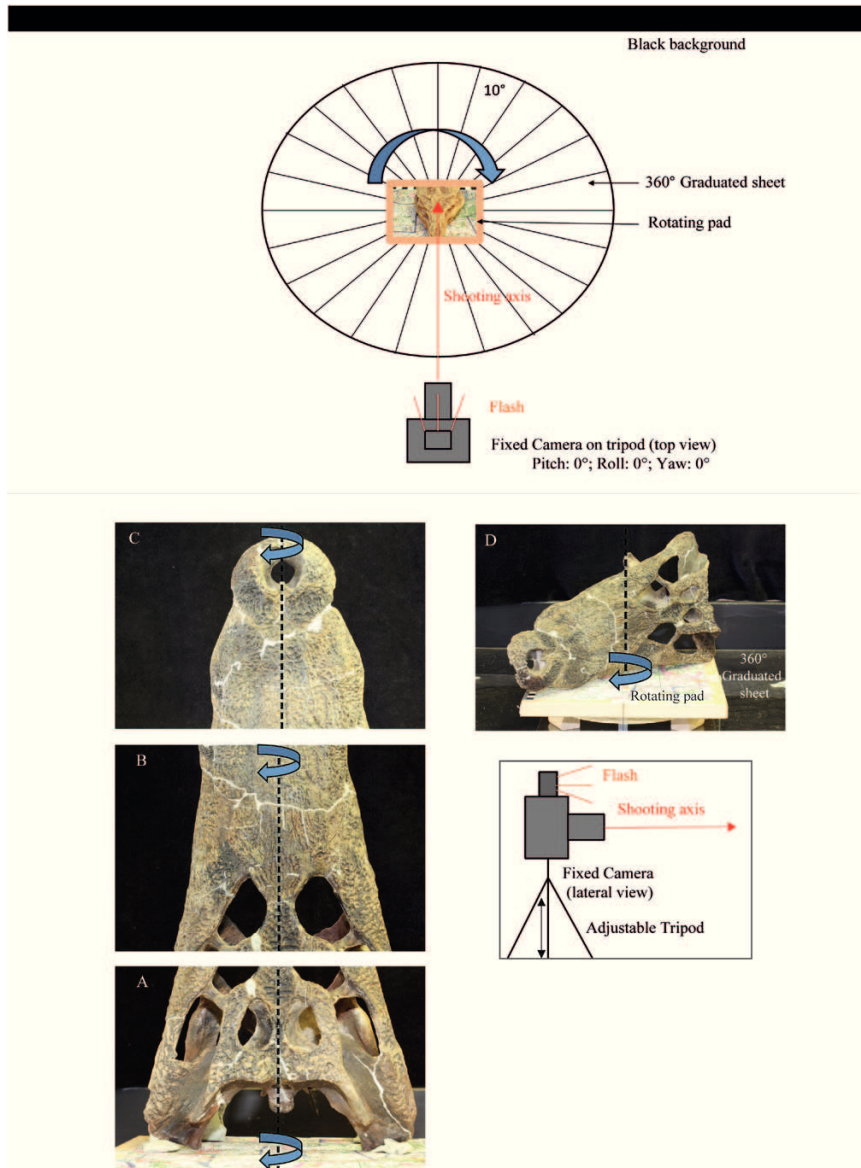 Black background
10°
360° Graduated sheet
Rotating pad
Shooting axis
Flash
Fixed Camera on tripod (top view)
Pitch: 0°; Roll: 0°; Yaw: 0°
C
D
360°
Graduated
sheet
Rotating pad
B
Flash
Shooting axis
Fixed Camera
(lateral view)
Adjustable Tripod
A